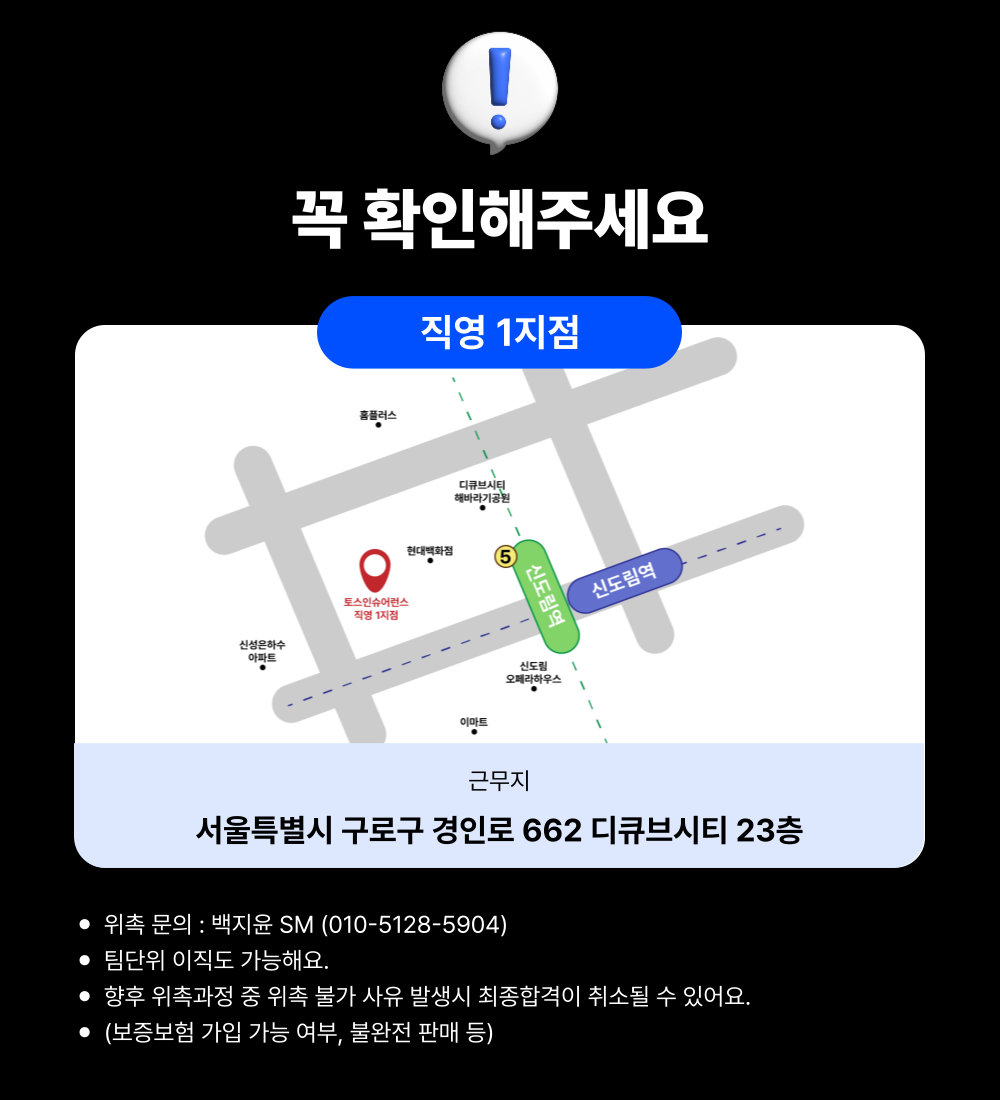 꼭 확인해주세요
직영 1지점
홈플러스
디큐브시티
해바라기공원
현대백화점
5
신도림역
신도림역
토스인슈어런스
직영 1지점
신성은하수
아파트
신도림
오페라하우스
이마트
근무지
서울특별시 구로구 경인로 662 디큐브시티 23층
위촉 문의 : 백지윤 SM (010-5128-5904)
팀단위 이직도 가능해요.
향후 위촉과정 중 위촉 불가 사유 발생시 최종합격이 취소될 수 있어요.
(보증보험 가입 가능 여부, 불완전 판매 등)